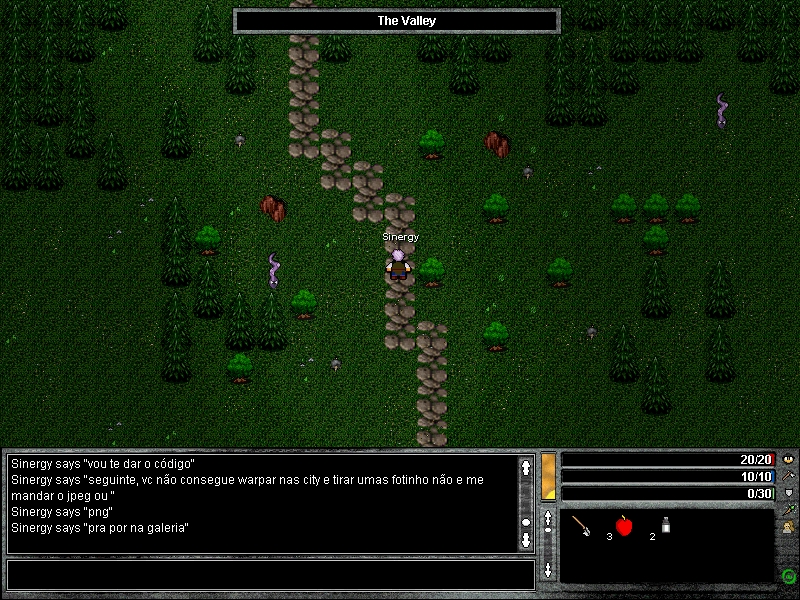 The Valley
Sinergy
Sinergy says "vou te dar o código"
Sinergy says "seguinte, vc não consegue warpar nas city e tirar umas fotinho não e me
mandar o jpeg ou "
Sinergy says "png"
Sinergy says "pra por na galeria"
20/20
10/10
0/30
3
2